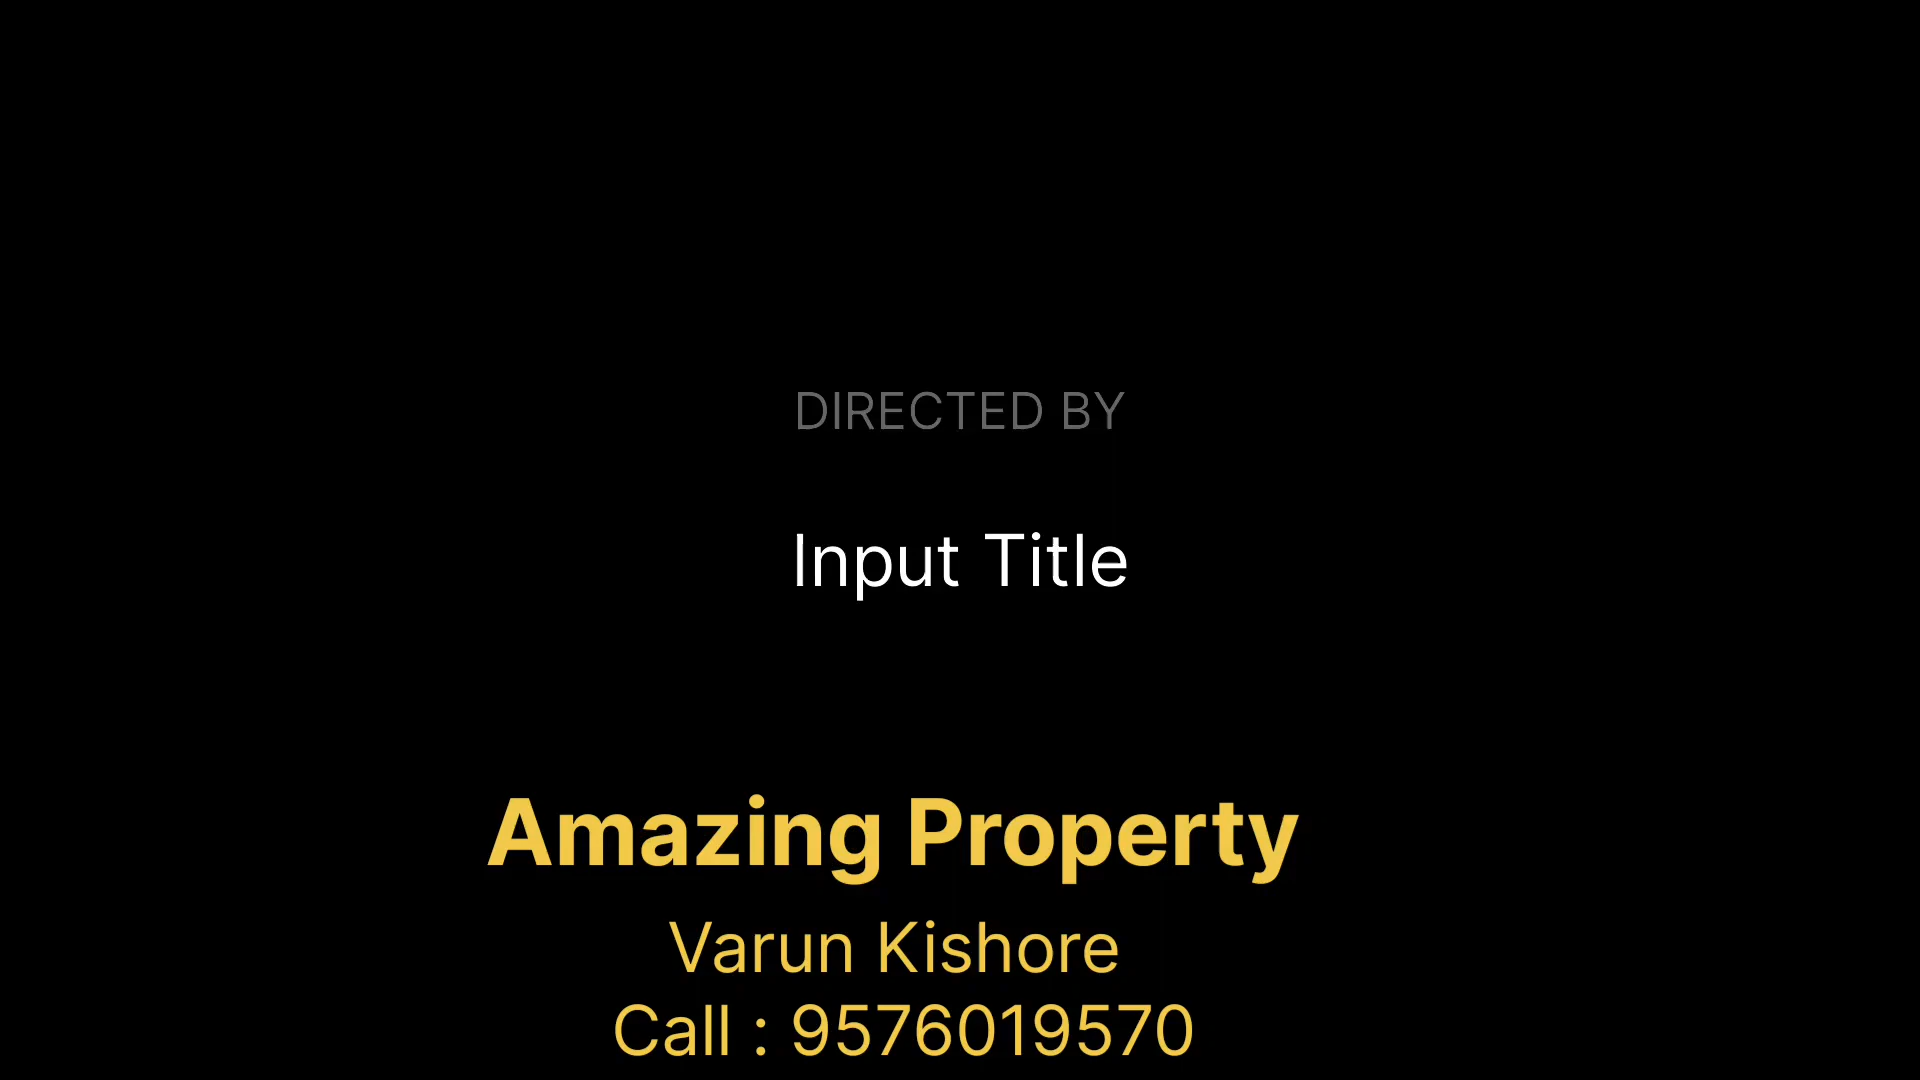 DIRECTED BY
Input Title
Amazing Property
Varun Kishore
Call : 9576019570